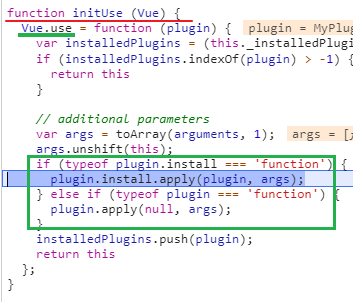 function initUse (Vue) {
  Vue.use = function (plugin) {  plugin = MyPlug
    var installedPlugins = (this._installedPlugi
    if (installedPlugins.indexOf(plugin) > -1) {
      return this
    }

    // additional parameters
    var args = toArray(arguments, 1);  args = [
    args.unshift(this);
    if (typeof plugin.install === 'function') {
      plugin.install.apply(plugin, args);
    } else if (typeof plugin === 'function') {
      plugin.apply(null, args);
    }
    installedPlugins.push(plugin);
    return this
  };
}